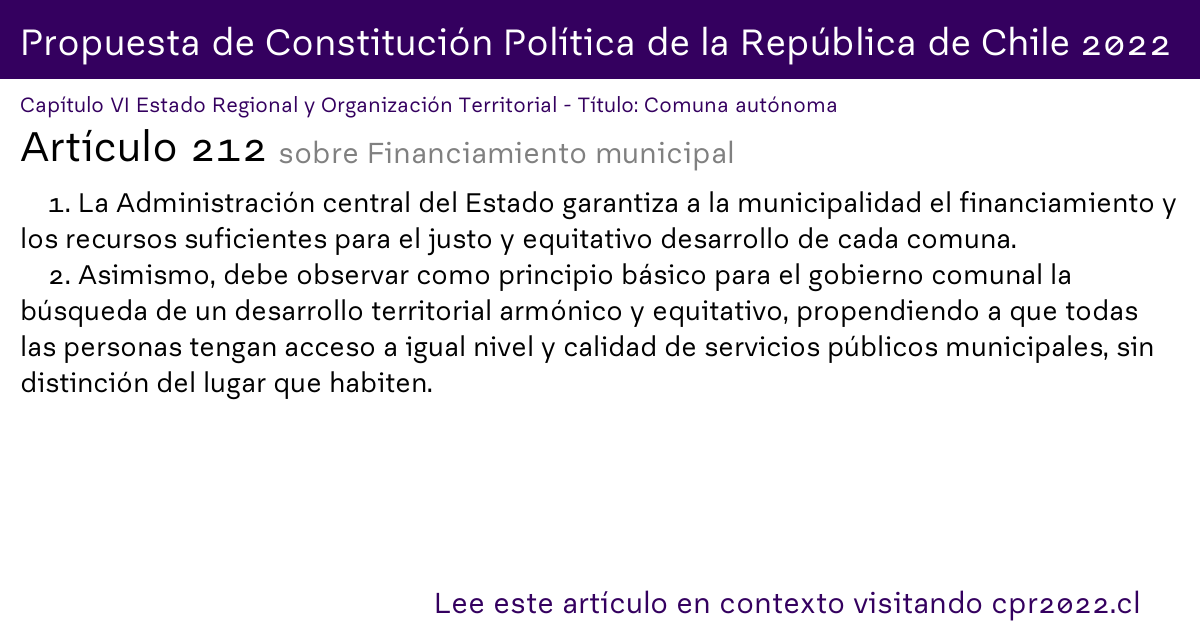 Propuesta de Constitución Política de la República de Chile 2022
Capítulo VI Estado Regional y Organización Territorial - Título: Comuna autónoma
Artículo 212 sobre Financiamiento municipal
1. La Administración central del Estado garantiza a la municipalidad el financiamiento y
los recursos suficientes para el justo y equitativo desarrollo de cada comuna.
2. Asimismo, debe observar como principio básico para el gobierno comunal la
búsqueda de un desarrollo territorial armónico y equitativo, propendiendo a que todas
las personas tengan acceso a igual nivel y calidad de servicios públicos municipales, sin
distinción del lugar que habiten.
Lee este artículo en contexto visitando cpr2022.cl